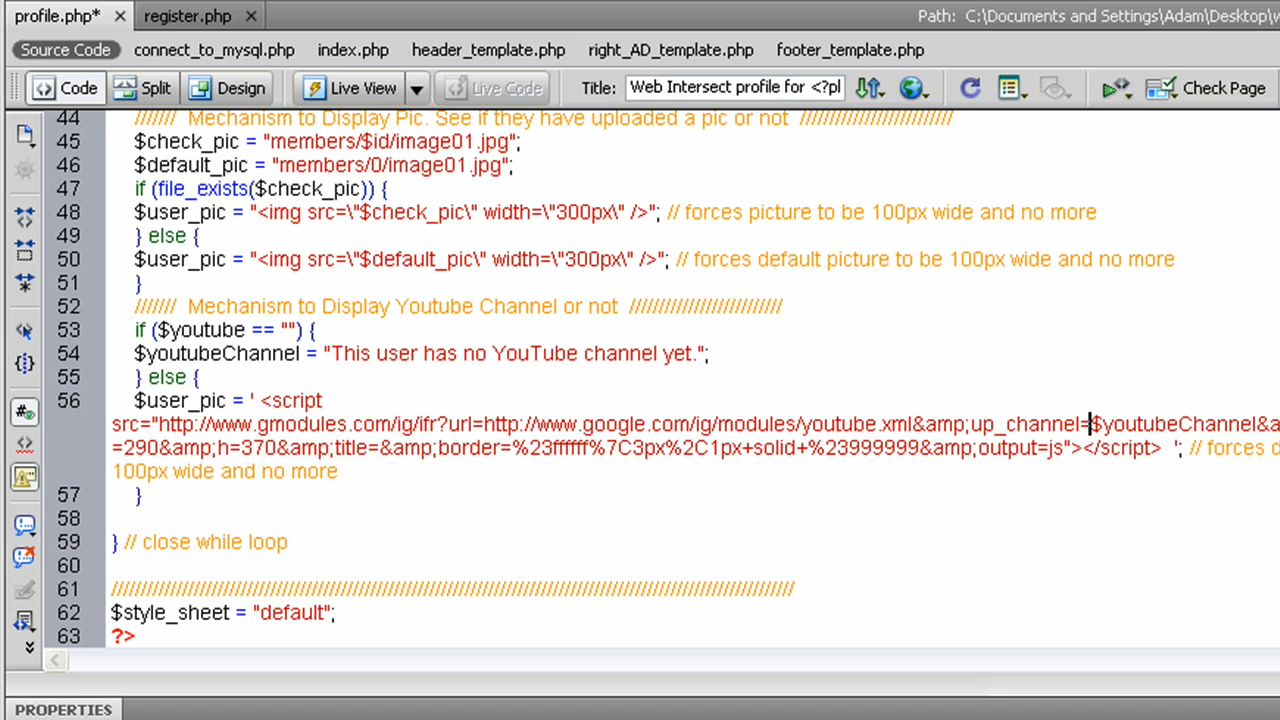 profile.php* × register.php × Path: C:\Documents and Settings\Adam\Desktop\w
Source Code connect_to_mysql.php index.php header_template.php right_AD_template.php footer_template.php
Code Split Design Live View Live Code Title: Web Intersect profile for <?pl Check Page
44 /////// Mechanism to Display Pic. See if they have uploaded a pic or not //////////////////////////
45 $check_pic = "members/$id/image01.jpg";
46 $default_pic = "members/0/image01.jpg";
47 if (file_exists($check_pic)) {
48 $user_pic = "<img src=\"$check_pic\" width=\"300px\" />"; // forces picture to be 100px wide and no more
49 } else {
50 $user_pic = "<img src=\"$default_pic\" width=\"300px\" />"; // forces default picture to be 100px wide and no more
51 }
52 /////// Mechanism to Display Youtube Channel or not //////////////////////////
53 if ($youtube == "") {
54 $youtubeChannel = "This user has no YouTube channel yet.";
55 } else {
56 $user_pic = ' <script
src="http://www.gmodules.com/ig/ifr?url=http://www.google.com/ig/modules/youtube.xml&amp;up_channel=$youtubeChannel&a
=290&amp;h=370&amp;title=&amp;border=%23ffffff%7C3px%2C1px+solid+%23999999&amp;output=js"></script> '; // forces d
100px wide and no more
57 }
58
59 } // close while loop
60
61 ////////////////////////////////////////////////////////////////////////////////////////////////////////////////////
62 $style_sheet = "default";
63 ?>
PROPERTIES